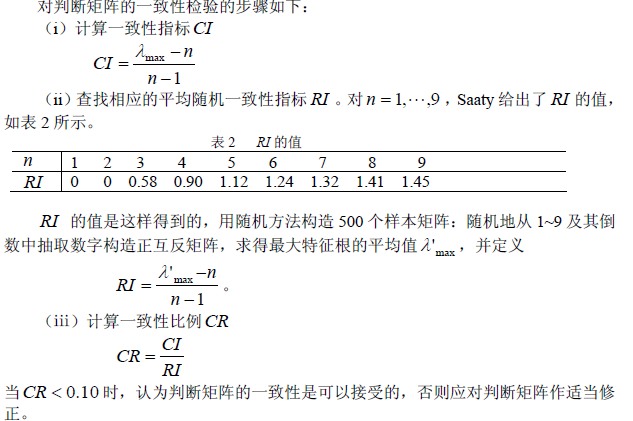 对判断矩阵的一致性检验的步骤如下：
（i）计算一致性指标 CI
CI = \frac{\lambda_{max} - n}{n - 1}
（ii）查找相应的平均随机一致性指标 RI 。对 n = 1,⋯,9，Saaty 给出了 RI 的值，
如表 2 所示。
表 2 RI 的值
n 1 2 3 4 5 6 7 8 9
RI 0 0 0.58 0.90 1.12 1.24 1.32 1.41 1.45
RI 的值是这样得到的，用随机方法构造 500 个样本矩阵：随机地从 1~9 及其倒
数中抽取数字构造正互反矩阵，求得最大特征根的平均值 λ'max，并定义
RI = \frac{\lambda'_{max} - n}{n - 1} 。
（iii）计算一致性比例 CR
CR = \frac{CI}{RI}
当 CR < 0.10 时，认为判断矩阵的一致性是可以接受的，否则应对判断矩阵作适当修
正。